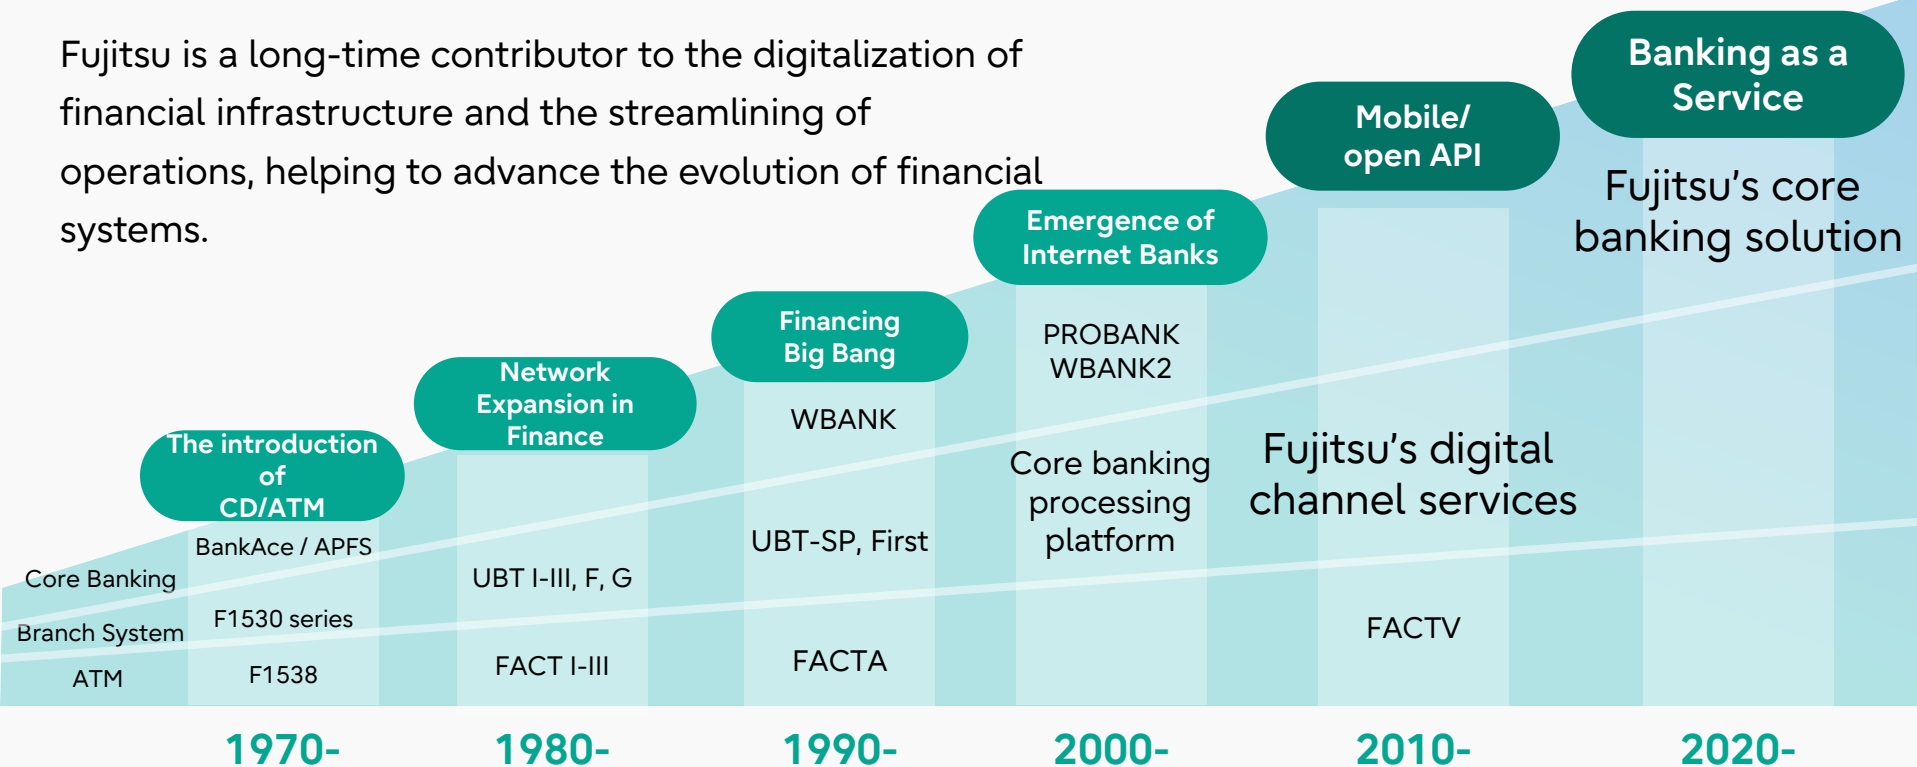 Fujitsu is a long-time contributor to the digitalization of
financial infrastructure and the streamlining of
operations, helping to advance the evolution of financial
systems.
The introduction
of
CD/ATM
Network
Expansion in
Finance
Financing
Big Bang
Emergence of
Internet Banks
Mobile/
open API
Banking as a
Service
Core Banking
Branch System
ATM
BankAce / APFS
F1530 series
F1538
UBT I-III, F, G
FACT I-III
WBANK
UBT-SP, First
FACTA
PROBANK
WBANK2
Core banking
processing
platform
Fujitsu’s digital
channel services
FACTV
Fujitsu’s core
banking solution
1970-
1980-
1990-
2000-
2010-
2020-